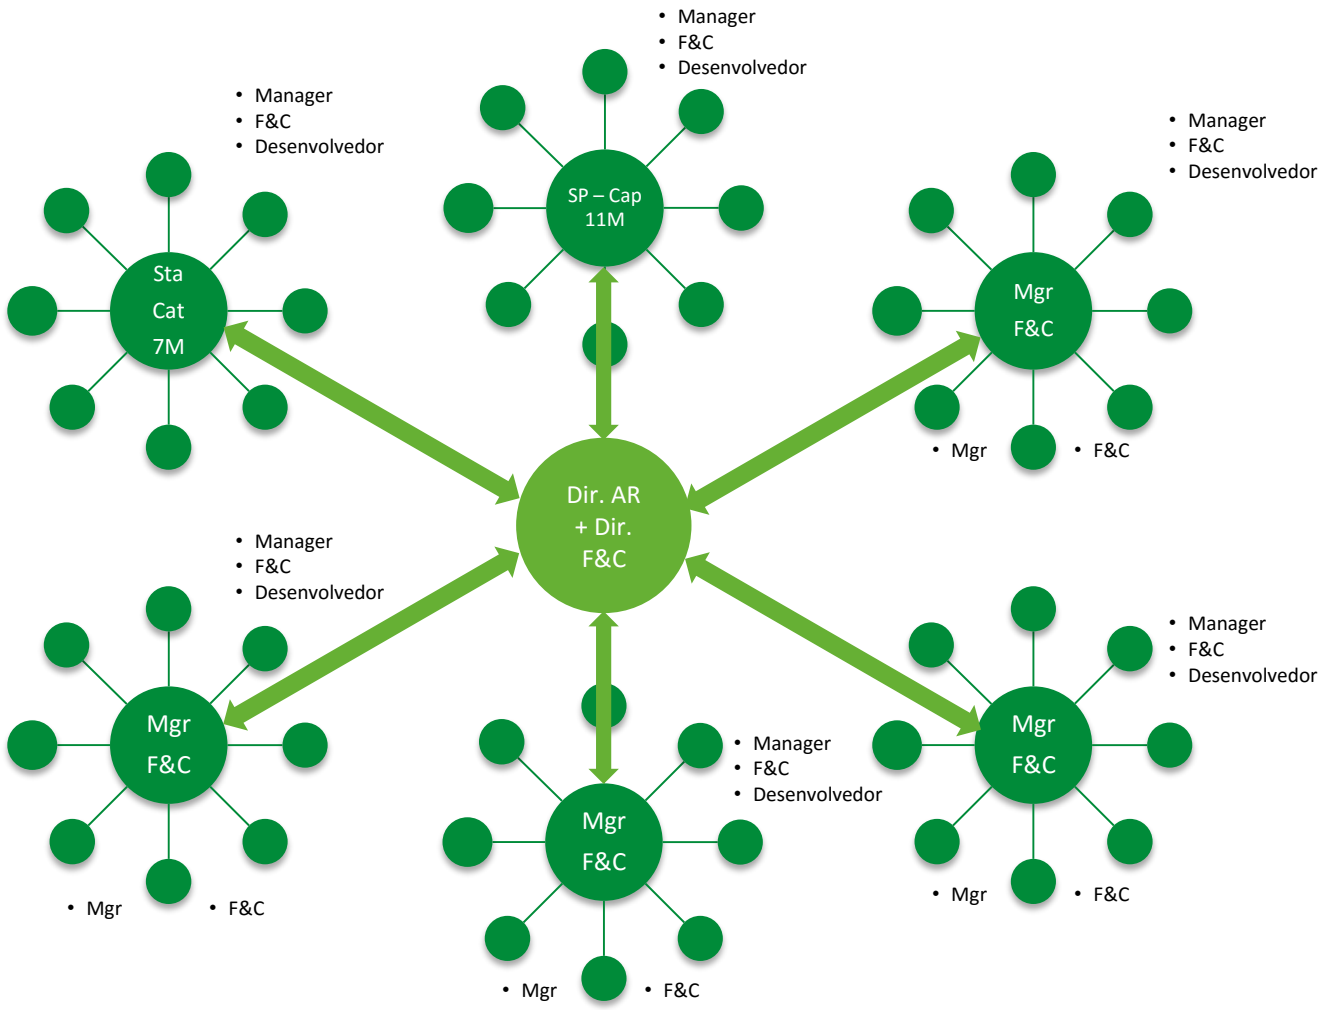 • Manager
• F&C
• Desenvolvedor
• Manager
• F&C
• Desenvolvedor
• Manager
• F&C
• Desenvolvedor
SP – Cap
11M
Sta
Cat
7M
Mgr
F&C
• Mgr
• F&C
Dir. AR
+ Dir.
F&C
• Manager
• F&C
• Desenvolvedor
• Manager
• F&C
• Desenvolvedor
Mgr
F&C
• Manager
• F&C
• Desenvolvedor
Mgr
F&C
Mgr
F&C
• Mgr
• F&C
• Mgr
• F&C
• Mgr
• F&C